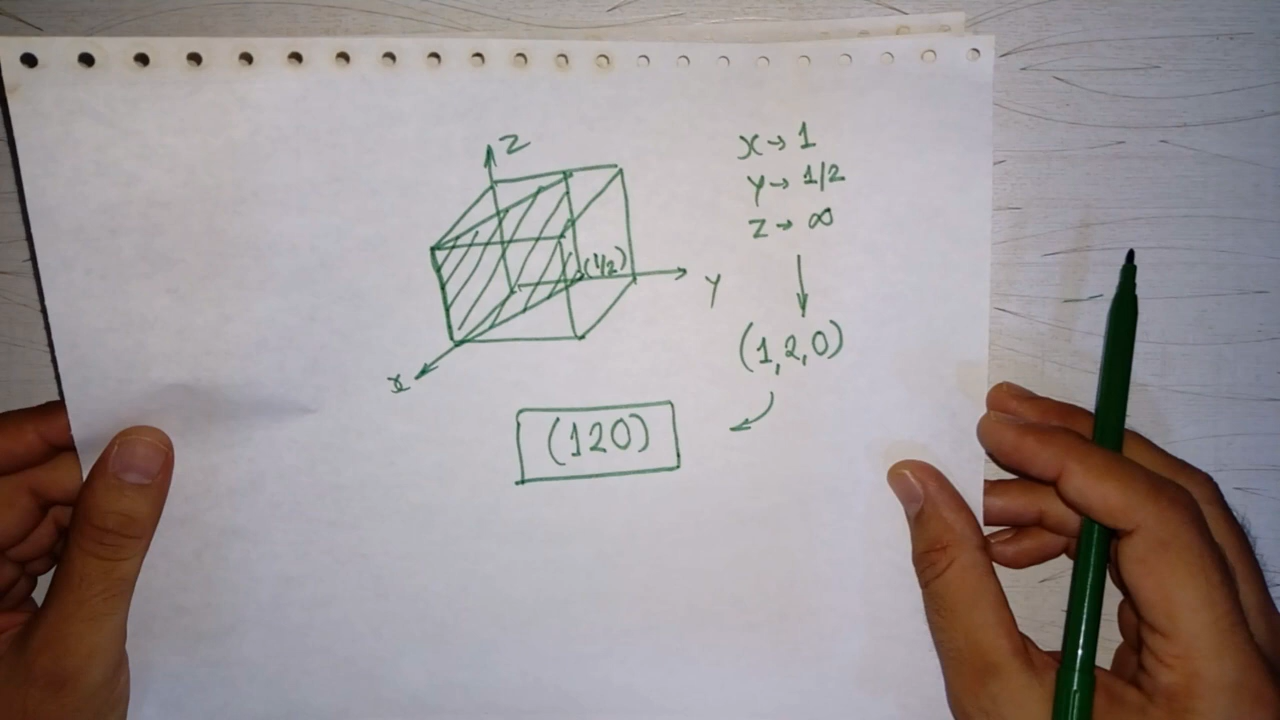 Z
x → 1
y → 1/2
z → ∞
(1/2)
y
(1,2,0)
x
(120)